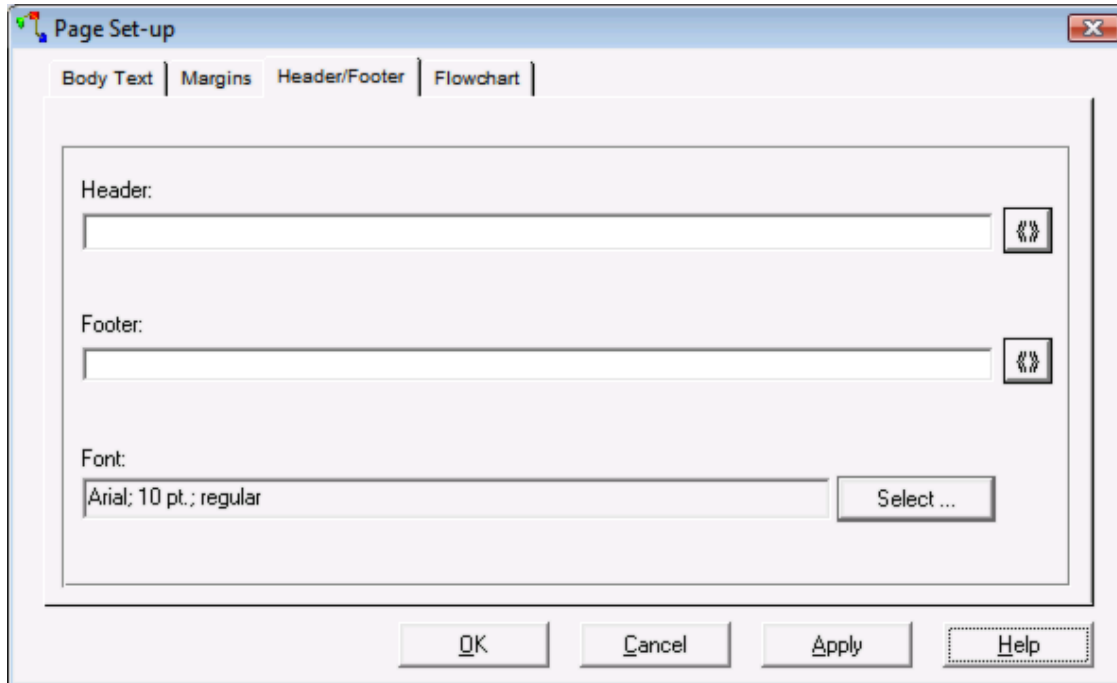 Page Set-up
Body Text Margins Header/Footer Flowchart
Header:
《》
Footer:
《》
Font:
Arial; 10 pt.; regular Select ...
OK Cancel Apply Help